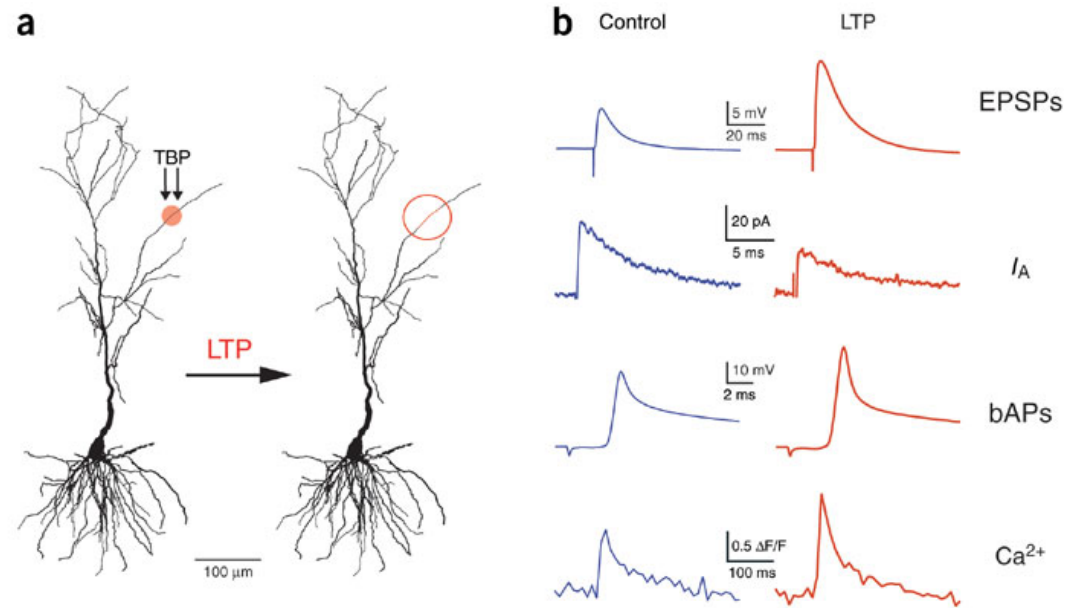 a
TBP
LTP
100 µm
b
Control
LTP
5 mV
20 ms
EPSPs
20 pA
5 ms
IA
10 mV
2 ms
bAPs
0.5 ΔF/F
100 ms
Ca2+